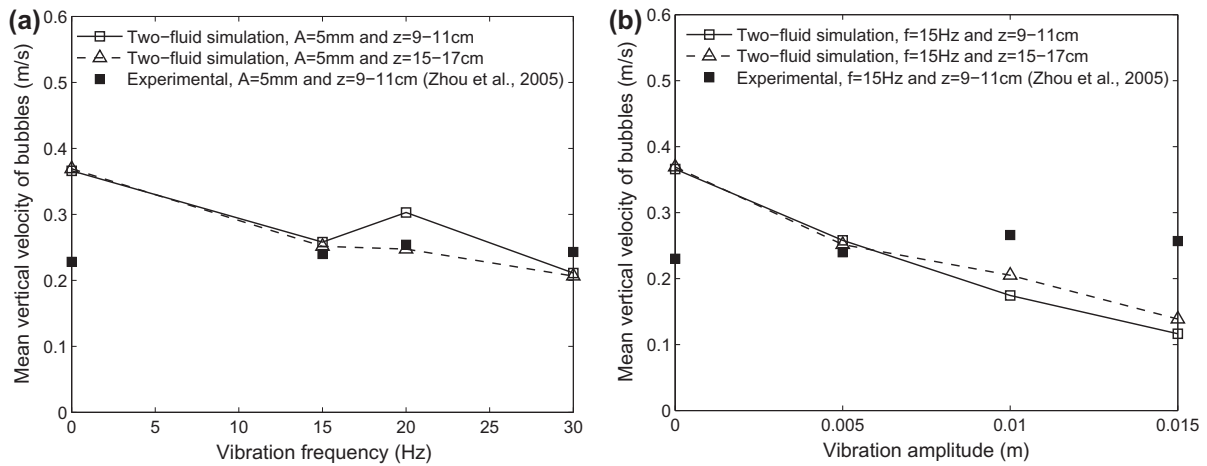 (a)
0.6
0.5
0.4
0.3
0.2
0.1
0
Mean vertical velocity of bubbles (m/s)
Two−fluid simulation, A=5mm and z=9−11cm
Two−fluid simulation, A=5mm and z=15−17cm
Experimental, A=5mm and z=9−11cm (Zhou et al., 2005)
0 5 10 15 20 25 30
Vibration frequency (Hz)
(b)
0.6
0.5
0.4
0.3
0.2
0.1
0
Mean vertical velocity of bubbles (m/s)
Two−fluid simulation, f=15Hz and z=9−11cm
Two−fluid simulation, f=15Hz and z=15−17cm
Experimental, f=15Hz and z=9−11cm (Zhou et al., 2005)
0 0.005 0.01 0.015
Vibration amplitude (m)